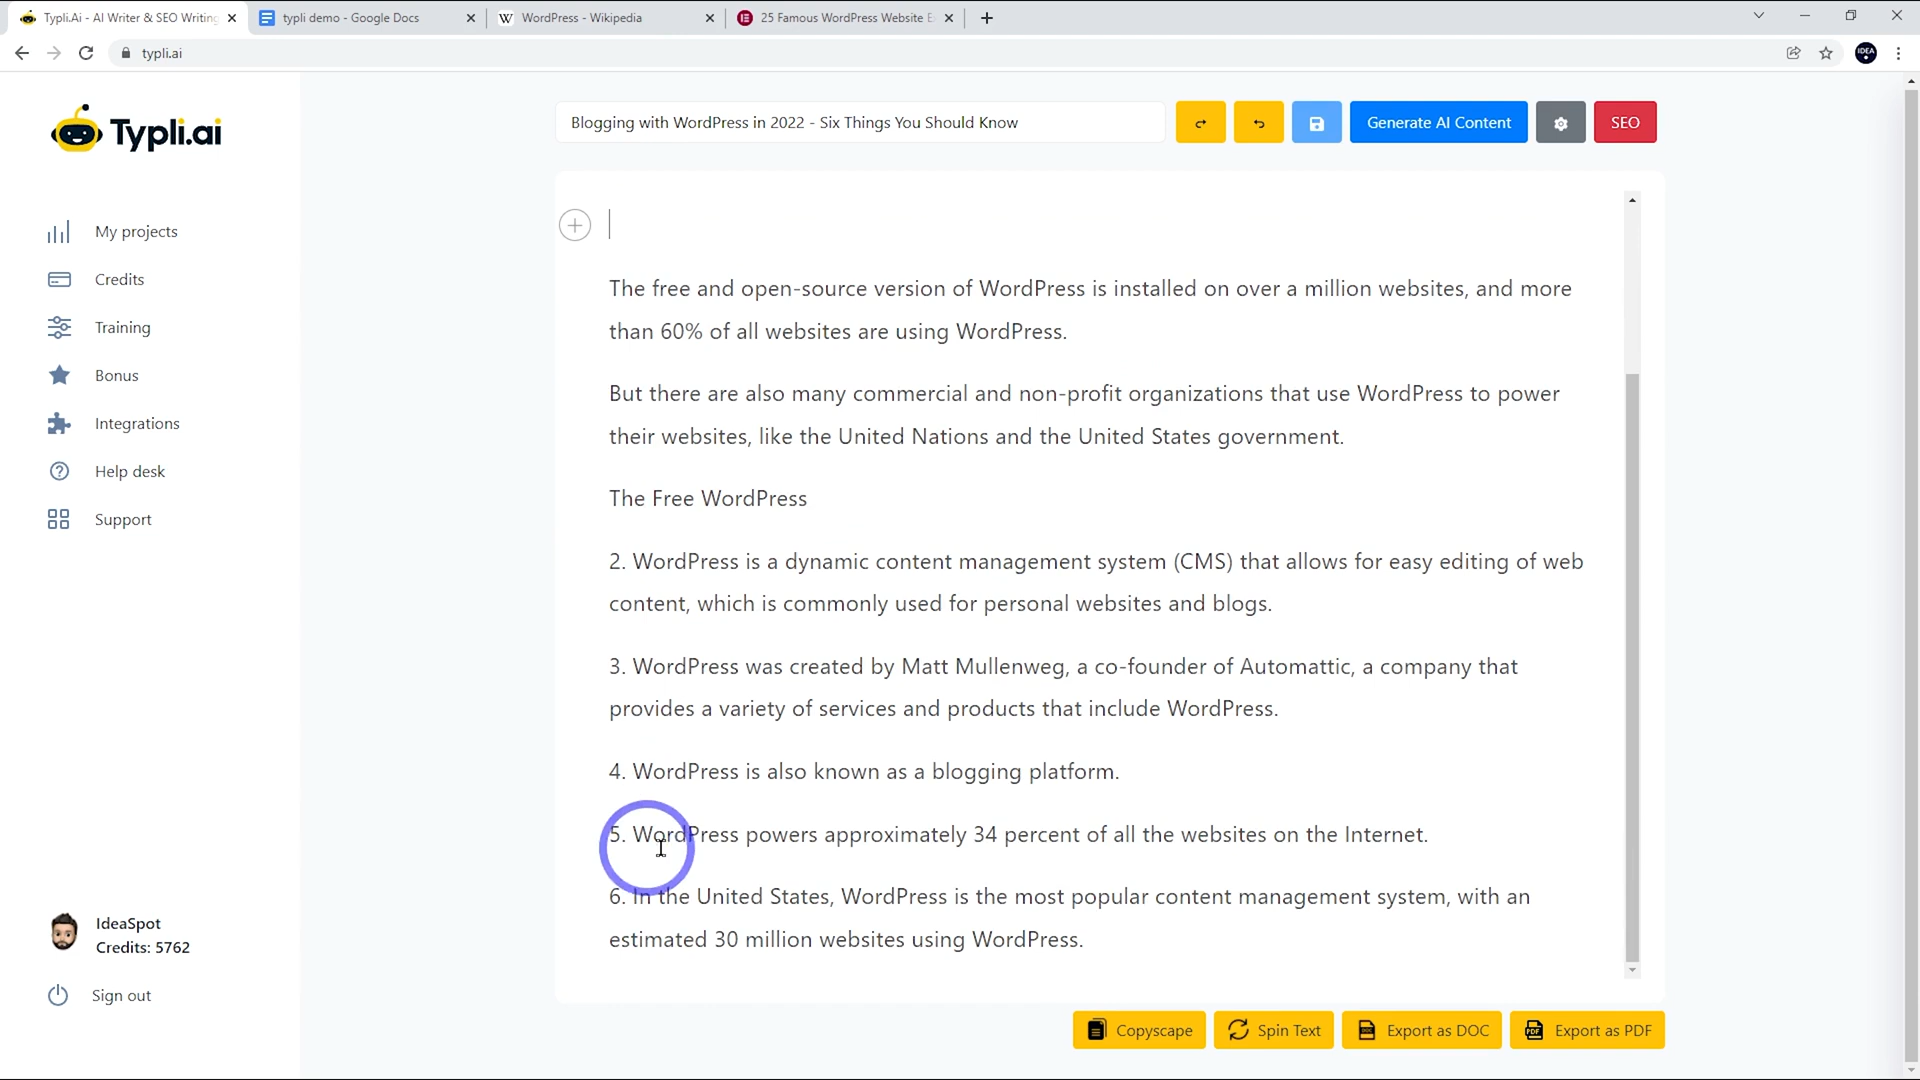 Typli.Ai - AI Writer & SEO Writing
typli demo - Google Docs
WordPress - Wikipedia
25 Famous WordPress Website E
typli.ai
IDEA
Typli.ai
Blogging with WordPress in 2022 - Six Things You Should Know
Generate AI Content
SEO
My projects
Credits
Training
Bonus
Integrations
Help desk
Support
The free and open-source version of WordPress is installed on over a million websites, and more
than 60% of all websites are using WordPress.
But there are also many commercial and non-profit organizations that use WordPress to power
their websites, like the United Nations and the United States government.
The Free WordPress
2. WordPress is a dynamic content management system (CMS) that allows for easy editing of web
content, which is commonly used for personal websites and blogs.
3. WordPress was created by Matt Mullenweg, a co-founder of Automattic, a company that
provides a variety of services and products that include WordPress.
4. WordPress is also known as a blogging platform.
5. WordPress powers approximately 34 percent of all the websites on the Internet.
6. In the United States, WordPress is the most popular content management system, with an
estimated 30 million websites using WordPress.
IdeaSpot
Credits: 5762
Sign out
Copyscape
Spin Text
Export as DOC
PDF
Export as PDF